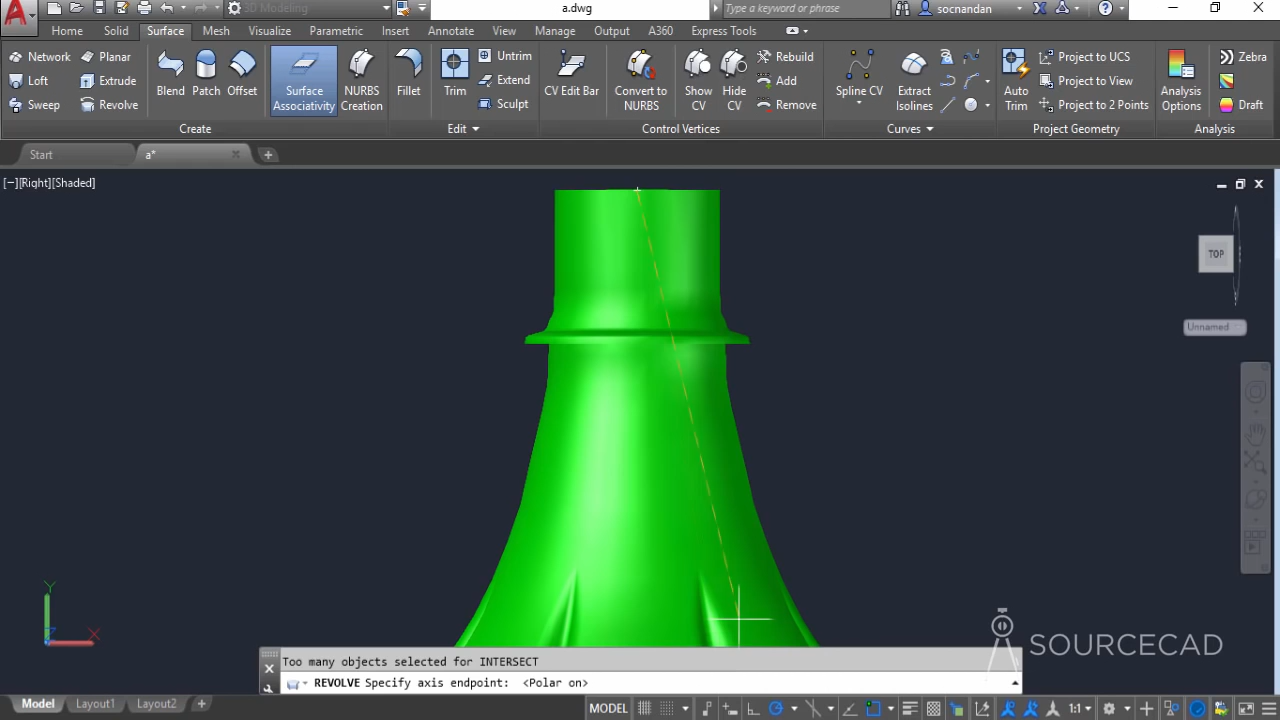 3D Modeling
a.dwg
Type a keyword or phrase
socnandan
Home Solid Surface Mesh Visualize Parametric Insert Annotate View Manage Output A360 Express Tools
Network Planar
Loft Extrude
Sweep Revolve
Blend Patch Offset
Surface Associativity
NURBS Creation
Create
Fillet
Trim
Untrim
Extend
Sculpt
Edit
CV Edit Bar
Convert to NURBS
Show CV
Hide CV
Rebuild
Add
Remove
Control Vertices
Spline CV
Extract Isolines
Curves
Auto Trim
Project to UCS
Project to View
Project to 2 Points
Project Geometry
Analysis Options
Zebra
Draft
Analysis
Start a*
[−][Right][Shaded]
TOP
Unnamed
Y
X
SOURCECAD
Too many objects selected for INTERSECT
REVOLVE Specify axis endpoint: <Polar on>
Model Layout1 Layout2
MODEL 1:1